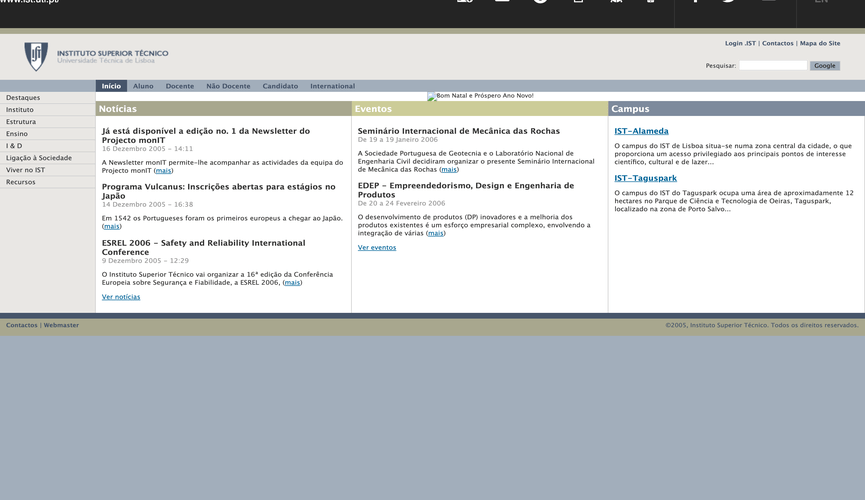 www.ist.utl.pt/
EN
INSTITUTO SUPERIOR TÉCNICO
Universidade Técnica de Lisboa
Login .IST | Contactos | Mapa do Site
Pesquisar:
Google
Início Aluno Docente Não Docente Candidato International
Destaques
Instituto
Estrutura
Ensino
I & D
Ligação à Sociedade
Viver no IST
Recursos
Bom Natal e Próspero Ano Novo!
Notícias
Já está disponível a edição no. 1 da Newsletter do
Projecto monIT
16 Dezembro 2005 - 14:11
A Newsletter monIT permite-lhe acompanhar as actividades da equipa do
Projecto monIT (mais)
Programa Vulcanus: Inscrições abertas para estágios no
Japão
14 Dezembro 2005 - 16:38
Em 1542 os Portugueses foram os primeiros europeus a chegar ao Japão.
(mais)
ESREL 2006 - Safety and Reliability International
Conference
9 Dezembro 2005 - 12:29
O Instituto Superior Técnico vai organizar a 16ª edição da Conferência
Europeia sobre Segurança e Fiabilidade, a ESREL 2006, (mais)
Ver notícias
Eventos
Seminário Internacional de Mecânica das Rochas
De 19 a 19 Janeiro 2006
A Sociedade Portuguesa de Geotecnia e o Laboratório Nacional de
Engenharia Civil decidiram organizar o presente Seminário Internacional
de Mecânica das Rochas (mais)
EDEP - Empreendedorismo, Design e Engenharia de
Produtos
De 20 a 24 Fevereiro 2006
O desenvolvimento de produtos (DP) inovadores e a melhoria dos
produtos existentes é um esforço empresarial complexo, envolvendo a
integração de várias (mais)
Ver eventos
Campus
IST-Alameda
O campus do IST de Lisboa situa-se numa zona central da cidade, o que
proporciona um acesso privilegiado aos principais pontos de interesse
científico, cultural e de lazer...
IST-Taguspark
O campus do IST do Taguspark ocupa uma área de aproximadamente 12
hectares no Parque de Ciência e Tecnologia de Oeiras, Taguspark,
localizado na zona de Porto Salvo...
Contactos | Webmaster
©2005, Instituto Superior Técnico. Todos os direitos reservados.